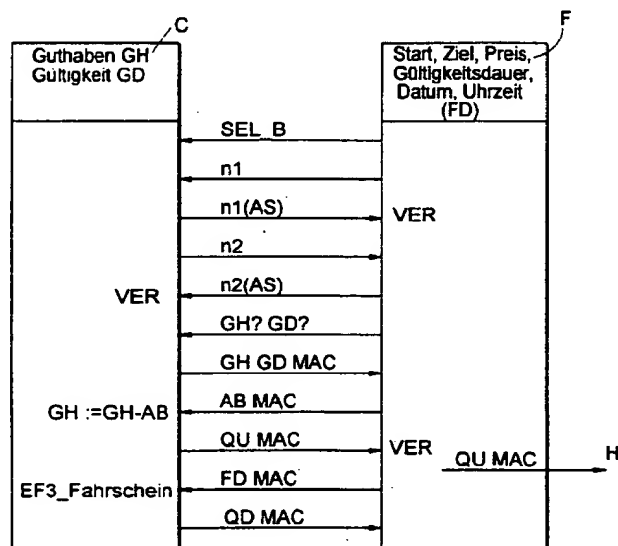 C
F
Guthaben GH
Gültigkeit GD
Start, Ziel, Preis,
Gültigkeitsdauer,
Datum, Uhrzeit
(FD)
SEL_B
n1
n1(AS)
VER
n2
VER
n2(AS)
GH? GD?
GH GD MAC
GH :=GH-AB
AB MAC
QU MAC
VER
QU MAC
H
EF3_Fahrschein
FD MAC
QD MAC